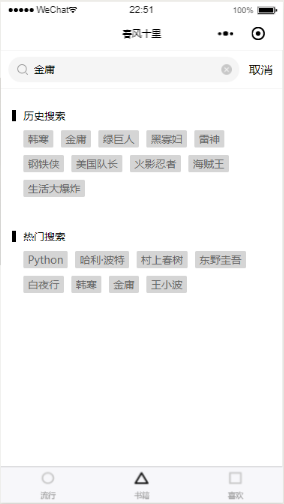 WeChat 22:51 100%
春风十里
金庸 取消
历史搜索
韩寒 金庸 绿巨人 黑寡妇 雷神
钢铁侠 美国队长 火影忍者 海贼王
生活大爆炸
热门搜索
Python 哈利·波特 村上春树 东野圭吾
白夜行 韩寒 金庸 王小波
流行 书籍 喜欢